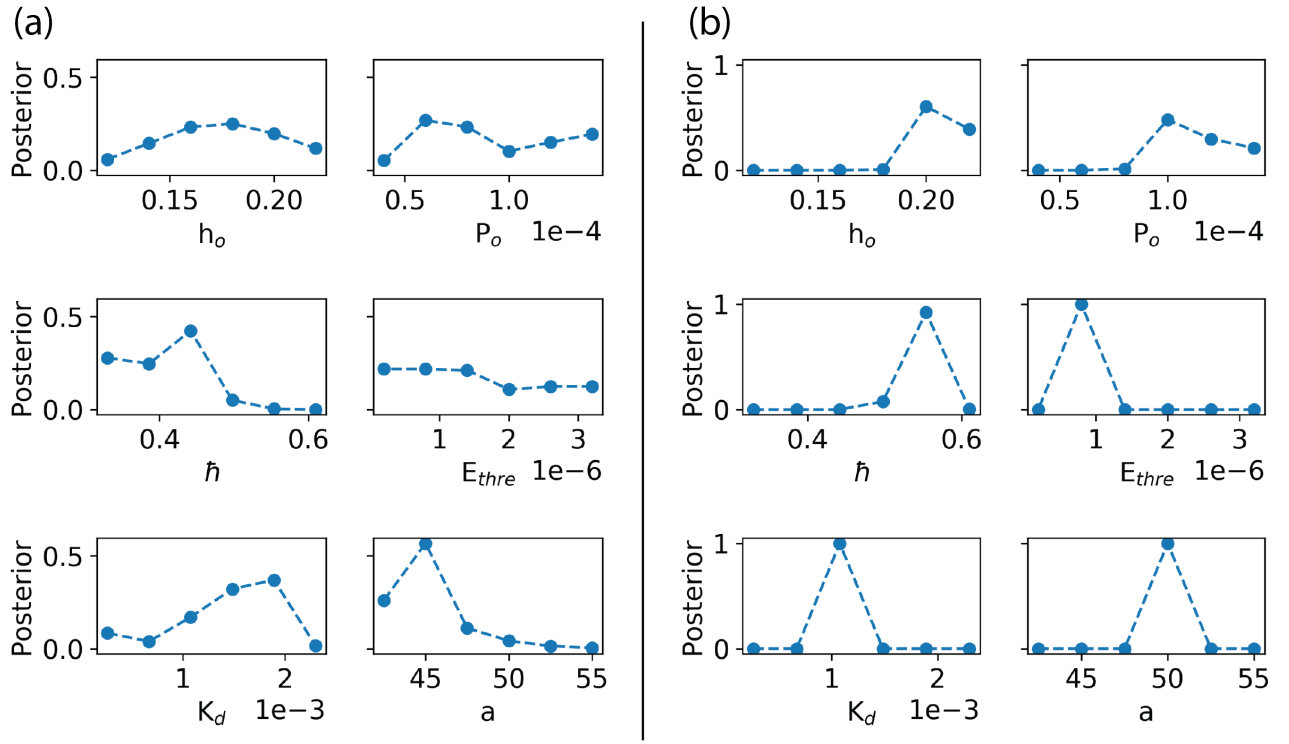 (a)
(b)
Posterior
0.5
0.0
0.15
0.20
h_o
0.5
1.0
P_o
1e−4
Posterior
1
0
0.15
0.20
h_o
0.5
1.0
P_o
1e−4
Posterior
0.5
0.0
0.4
0.6
ħ
1
2
3
E_thre
1e−6
Posterior
1
0
0.4
0.6
ħ
1
2
3
E_thre
1e−6
Posterior
0.5
0.0
1
2
K_d
1e−3
45
50
55
a
Posterior
1
0
1
2
K_d
1e−3
45
50
55
a